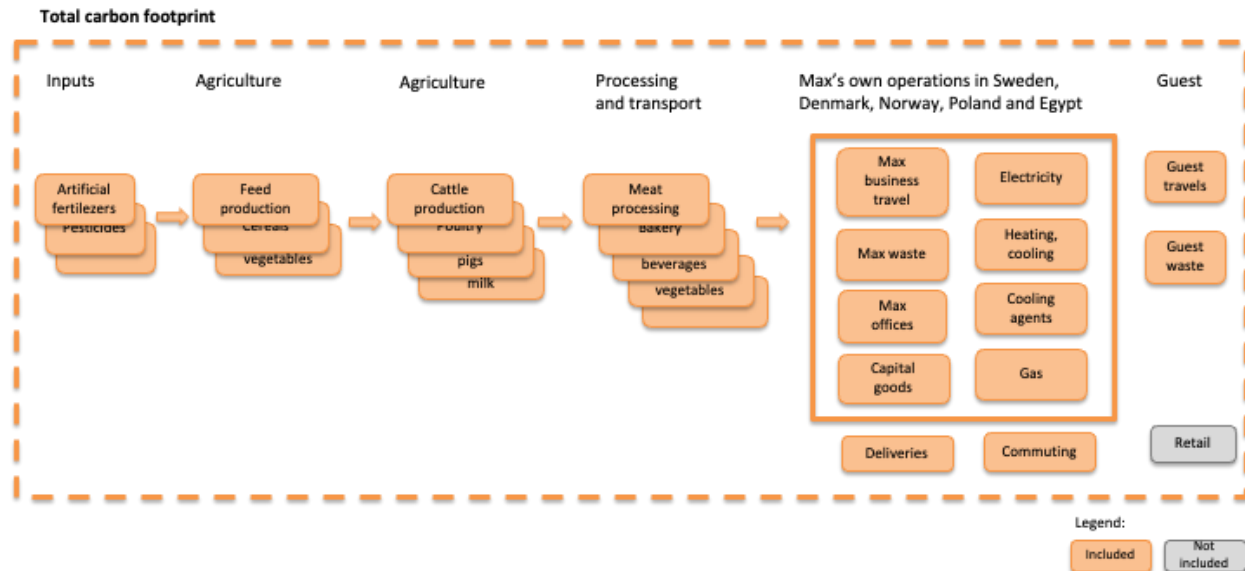 Total carbon footprint
Inputs
Agriculture
Agriculture
Processing
and transport
Max's own operations in Sweden,
Denmark, Norway, Poland and Egypt
Guest
Artificial
fertilezers
Pesticides
Feed
production
Cereals
vegetables
Cattle
production
Poultry
pigs
milk
Meat
processing
Bakery
beverages
vegetables
Max
business
travel
Electricity
Max waste
Heating,
cooling
Max
offices
Cooling
agents
Capital
goods
Gas
Deliveries
Commuting
Guest
travels
Guest
waste
Retail
Legend:
Included
Not
included